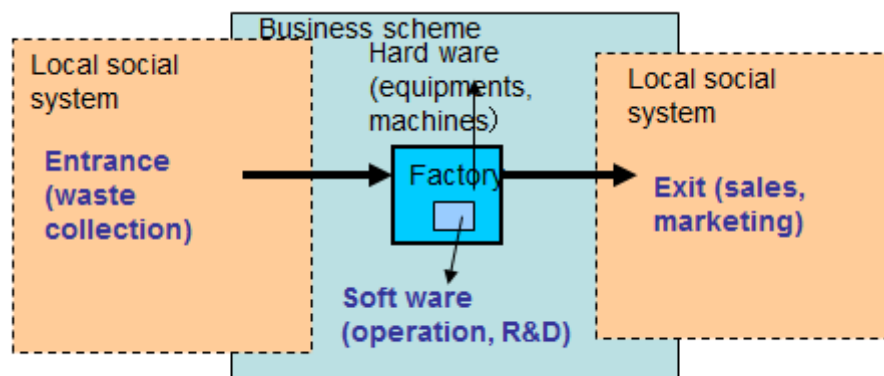 Business scheme
Local social
system
Entrance
(waste
collection)
Hard ware
(equipments,
machines）
Factory
Soft ware
(operation, R&D)
Local social
system
Exit (sales,
marketing)